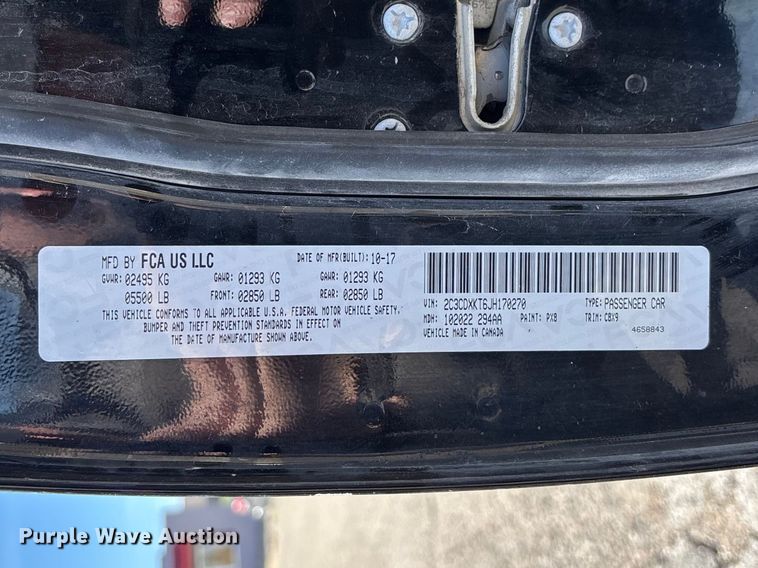 MFD BY FCA US LLC DATE OF MFR(BUILT): 10-17
GVWR: 02495 KG GAWR: 01293 KG GAWR: 01293 KG
05500 LB FRONT: 02850 LB REAR: 02850 LB
THIS VEHICLE CONFORMS TO ALL APPLICABLE U.S.A. FEDERAL MOTOR VEHICLE SAFETY,
BUMPER AND THEFT PREVENTION STANDARDS IN EFFECT ON
THE DATE OF MANUFACTURE SHOWN ABOVE.
VIN: 2C3CDXKT6JH170270 TYPE: PASSENGER CAR
MDH: 102022 294AA PAINT: PX8 TRIM: CBX9
VEHICLE MADE IN CANADA 4658843
Purple Wave Auction